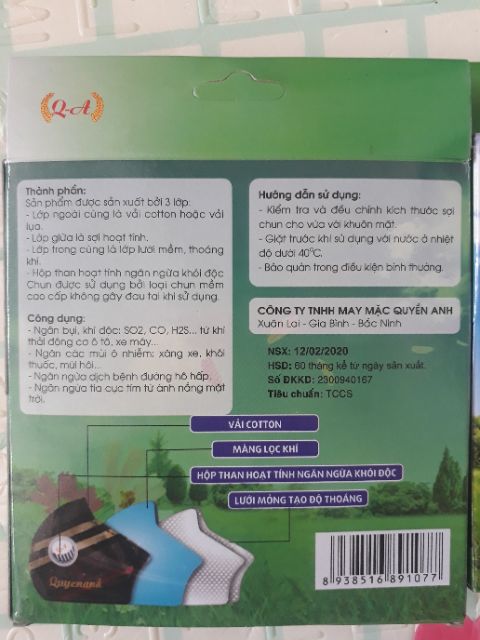 Q-A
Thành phần:
Sản phẩm được sản xuất bởi 3 lớp:
- Lớp ngoài cùng là vải cotton hoặc vải
lụa.
- Lớp giữa là sợi hoạt tính.
- Lớp trong cùng là lớp lưới mềm, thoáng
khí.
- Hộp than hoạt tính ngăn ngừa khói độc
Chun được sử dụng bởi loại chun mềm
cao cấp không gây đau tai khi sử dụng.
Công dụng:
- Ngăn bụi, khí độc: SO2, CO, H2S... từ khí
thải động cơ ô tô, xe máy...
- Ngăn các mùi ô nhiễm: xăng xe, khói
thuốc, mùi hôi...
- Ngăn ngừa dịch bệnh đường hô hấp.
- Ngăn ngừa tia cực tím từ ánh nắng mặt
trời.
Hướng dẫn sử dụng:
- Kiểm tra và điều chỉnh kích thước sợi
chun cho vừa với khuôn mặt.
- Giặt trước khi sử dụng với nước ở nhiệt
độ dưới 40°C.
- Bảo quản trong điều kiện bình thường.
CÔNG TY TNHH MAY MẶC QUYỀN ANH
Xuân Lai - Gia Bình - Bắc Ninh
NSX: 12/02/2020
HSD: 60 tháng kể từ ngày sản xuất.
Số ĐKKD: 2300940167
Tiêu chuẩn: TCCS
VẢI COTTON
MÀNG LỌC KHÍ
HỘP THAN HOẠT TÍNH NGĂN NGỪA KHÓI ĐỘC
LƯỚI MỎNG TẠO ĐỘ THOÁNG
Q-A
Quyenanh
8 938516 891077